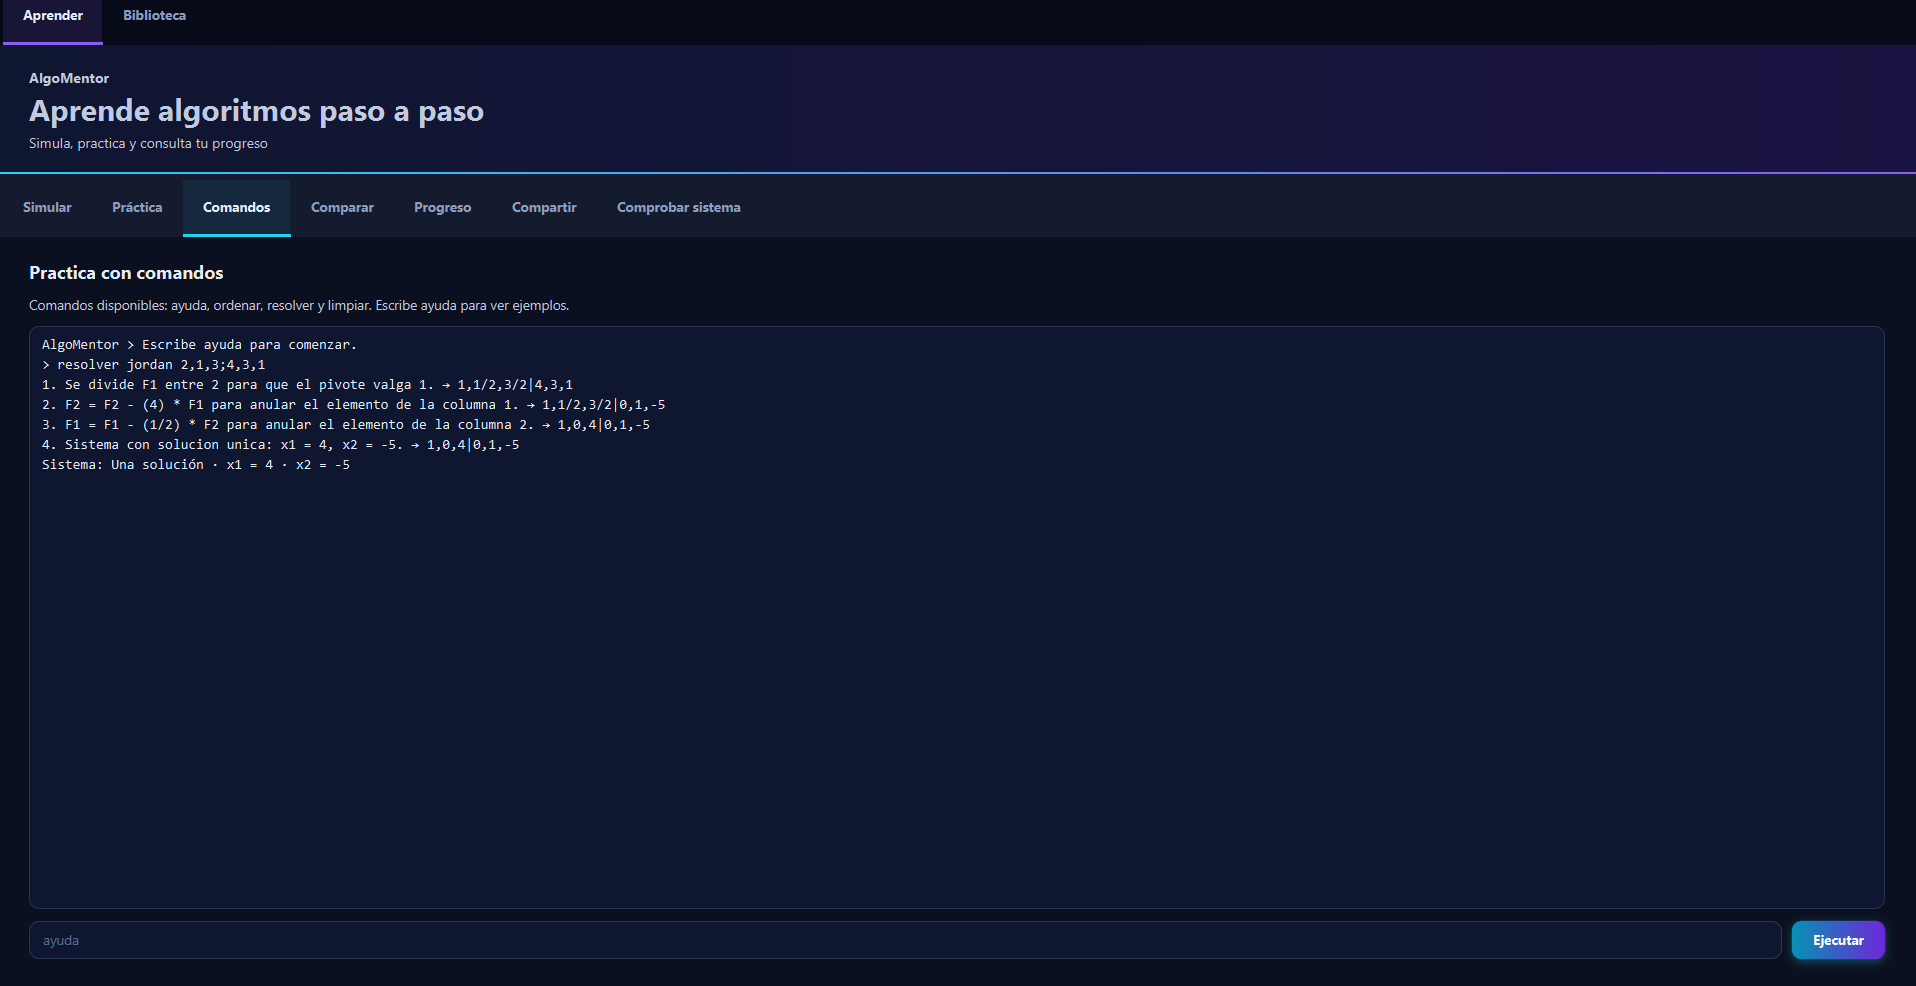 Aprender Biblioteca
AlgoMentor
Aprende algoritmos paso a paso
Simula, practica y consulta tu progreso
Simular Práctica Comandos Comparar Progreso Compartir Comprobar sistema
Practica con comandos
Comandos disponibles: ayuda, ordenar, resolver y limpiar. Escribe ayuda para ver ejemplos.
AlgoMentor > Escribe ayuda para comenzar.
> resolver jordan 2,1,3;4,3,1
1. Se divide F1 entre 2 para que el pivote valga 1. → 1,1/2,3/2|4,3,1
2. F2 = F2 - (4) * F1 para anular el elemento de la columna 1. → 1,1/2,3/2|0,1,-5
3. F1 = F1 - (1/2) * F2 para anular el elemento de la columna 2. → 1,0,4|0,1,-5
4. Sistema con solucion unica: x1 = 4, x2 = -5. → 1,0,4|0,1,-5
Sistema: Una solución · x1 = 4 · x2 = -5
ayuda
Ejecutar